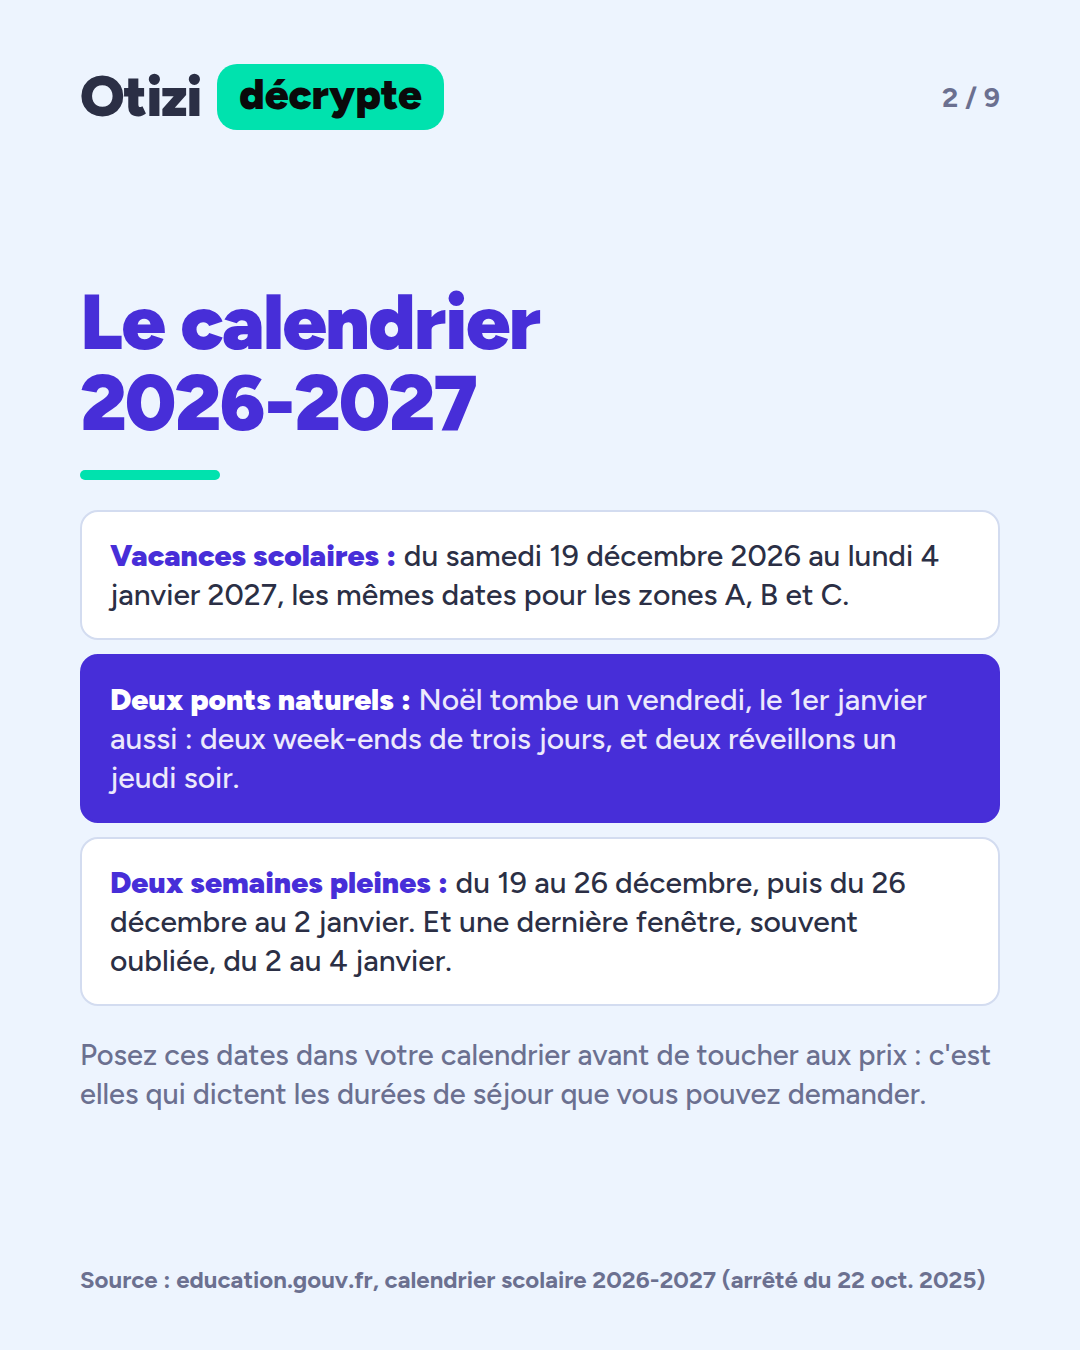 Otizi décrypte
2 / 9
Le calendrier
2026-2027
Vacances scolaires : du samedi 19 décembre 2026 au lundi 4
janvier 2027, les mêmes dates pour les zones A, B et C.
Deux ponts naturels : Noël tombe un vendredi, le 1er janvier
aussi : deux week-ends de trois jours, et deux réveillons un
jeudi soir.
Deux semaines pleines : du 19 au 26 décembre, puis du 26
décembre au 2 janvier. Et une dernière fenêtre, souvent
oubliée, du 2 au 4 janvier.
Posez ces dates dans votre calendrier avant de toucher aux prix : c'est
elles qui dictent les durées de séjour que vous pouvez demander.
Source : education.gouv.fr, calendrier scolaire 2026-2027 (arrêté du 22 oct. 2025)